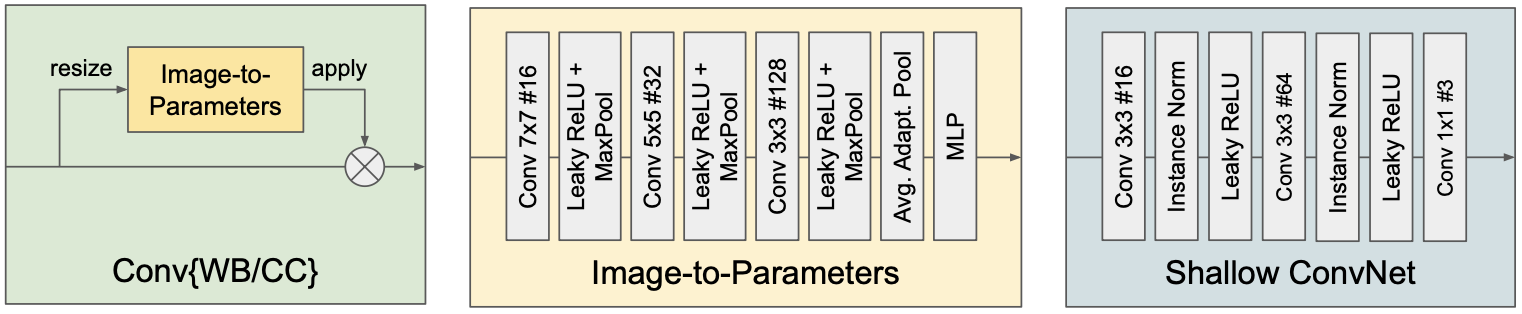 resize
Image-to-
Parameters
apply
Conv{WB/CC}
Conv 7x7 #16
Leaky ReLU +
MaxPool
Conv 5x5 #32
Leaky ReLU +
MaxPool
Conv 3x3 #128
Leaky ReLU +
MaxPool
Avg. Adapt. Pool
MLP
Image-to-Parameters
Conv 3x3 #16
Instance Norm
Leaky ReLU
Conv 3x3 #64
Instance Norm
Leaky ReLU
Conv 1x1 #3
Shallow ConvNet